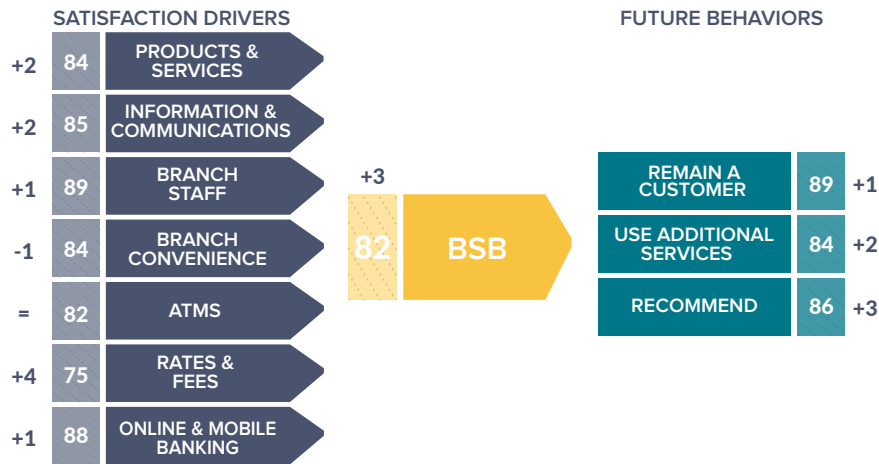 SATISFACTION DRIVERS
+2 84 PRODUCTS &
SERVICES
+2 85 INFORMATION &
COMMUNICATIONS
+1 89 BRANCH
STAFF
-1 84 BRANCH
CONVENIENCE
= 82 ATMS
+4 75 RATES &
FEES
+1 88 ONLINE & MOBILE
BANKING
+3
82 BSB
FUTURE BEHAVIORS
REMAIN A
CUSTOMER 89 +1
USE ADDITIONAL
SERVICES 84 +2
RECOMMEND 86 +3